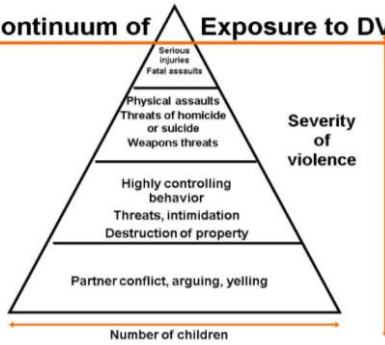 ontinuum of Exposure to DV
Serious
injuries
Fatal assaults
Physical assaults
Threats of homicide
or suicide
Weapons threats
Severity
of
violence
Highly controlling
behavior
Threats, intimidation
Destruction of property
Partner conflict, arguing, yelling
Number of children